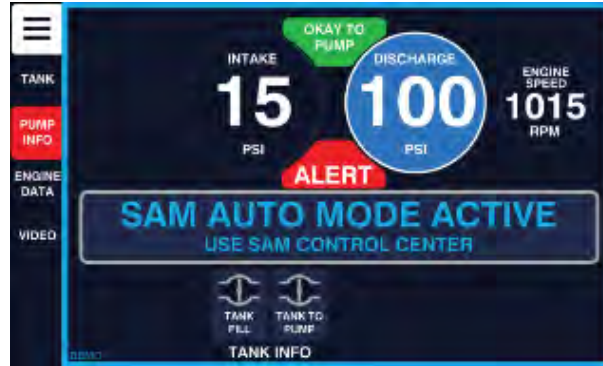 OKAY TO
PUMP
INTAKE
15
PSI
DISCHARGE
100
PSI
ENGINE
SPEED
1015
RPM
TANK
PUMP
INFO
ENGINE
DATA
VIDEO
ALERT
SAM AUTO MODE ACTIVE
USE SAM CONTROL CENTER
TANK
FILL
TANK TO
PUMP
TANK INFO
DEMO